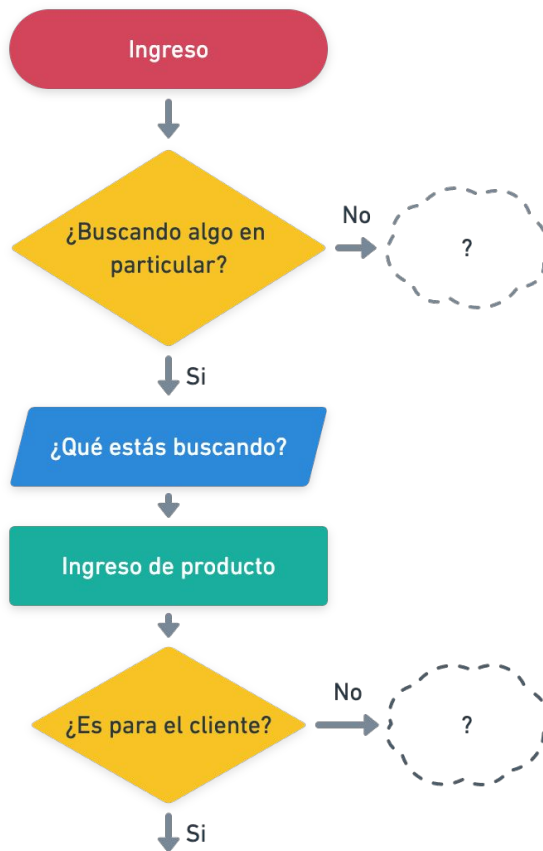 Ingreso
¿Buscando algo en
particular?
No
?
Si
¿Qué estás buscando?
Ingreso de producto
¿Es para el cliente?
No
?
Si